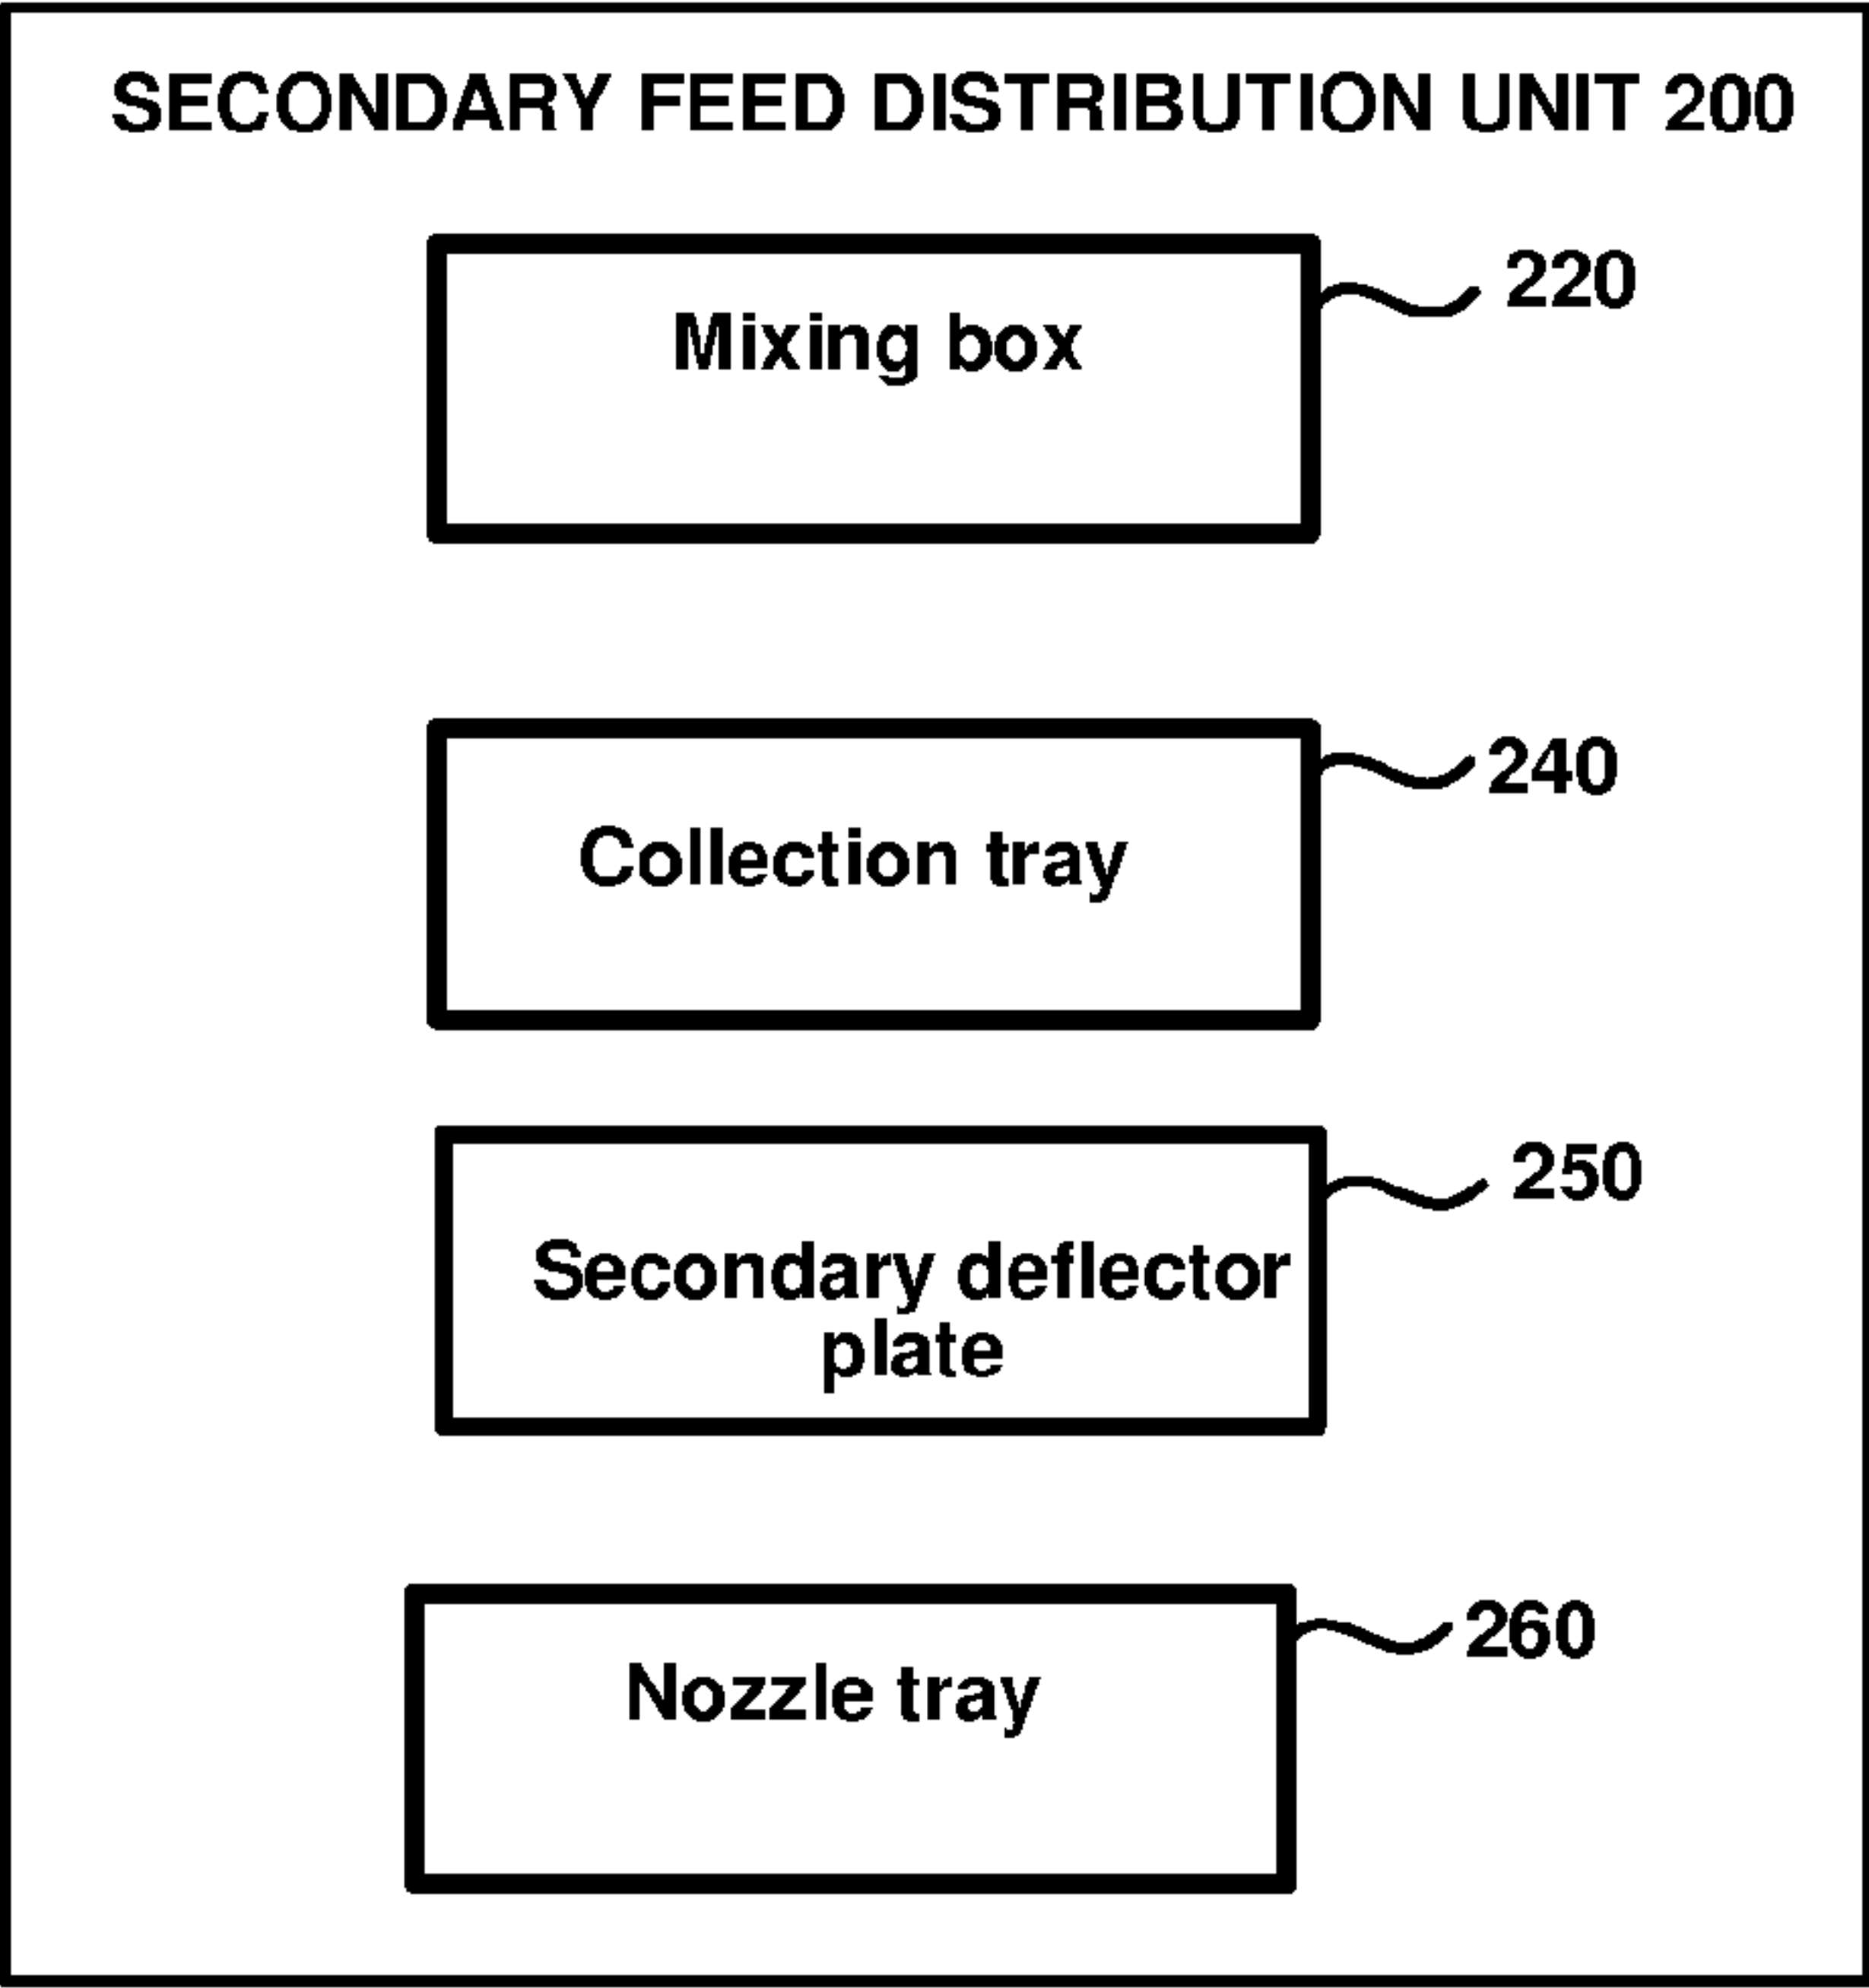 SECONDARY FEED DISTRIBUTION UNIT 200
220
Mixing box
240
Collection tray
250
Secondary deflector
plate
260
Nozzle tray